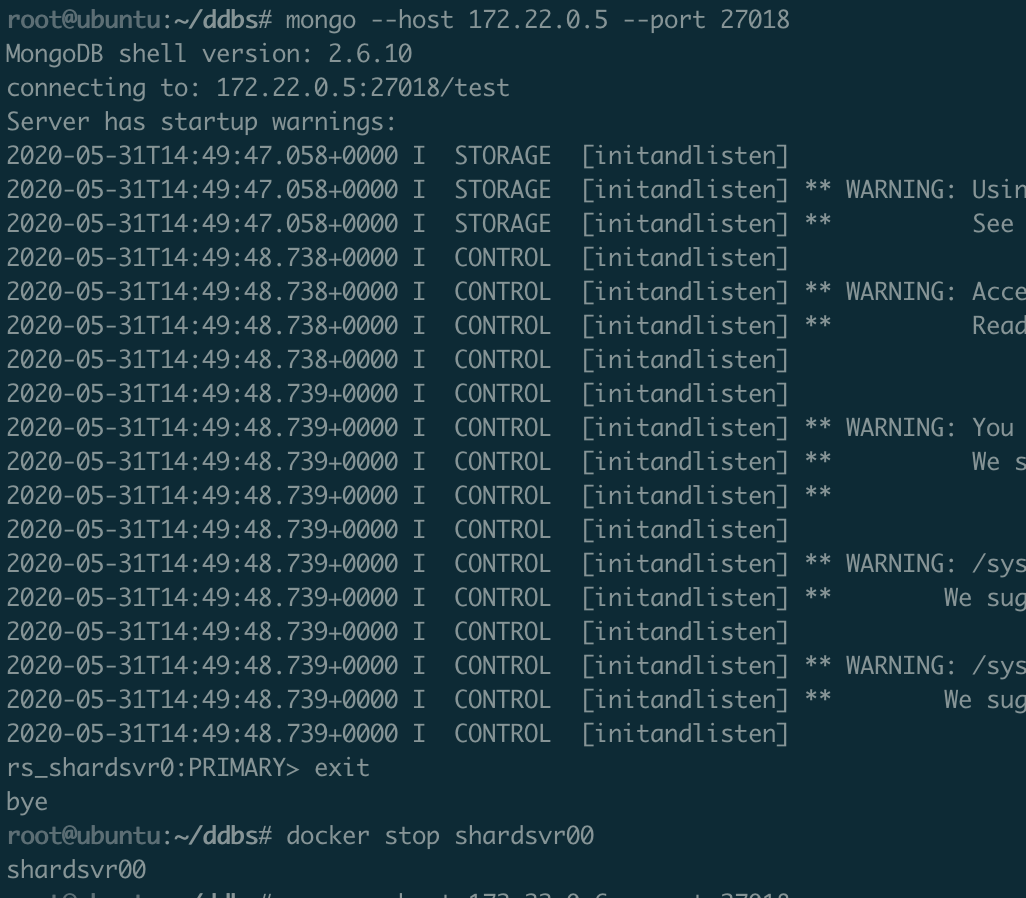 root@ubuntu:~/ddbs# mongo --host 172.22.0.5 --port 27018
MongoDB shell version: 2.6.10
connecting to: 172.22.0.5:27018/test
Server has startup warnings:
2020-05-31T14:49:47.058+0000 I  STORAGE  [initandlisten]
2020-05-31T14:49:47.058+0000 I  STORAGE  [initandlisten] ** WARNING: Usin
2020-05-31T14:49:47.058+0000 I  STORAGE  [initandlisten] **          See
2020-05-31T14:49:48.738+0000 I  CONTROL  [initandlisten]
2020-05-31T14:49:48.738+0000 I  CONTROL  [initandlisten] ** WARNING: Acce
2020-05-31T14:49:48.738+0000 I  CONTROL  [initandlisten] **          Read
2020-05-31T14:49:48.738+0000 I  CONTROL  [initandlisten]
2020-05-31T14:49:48.739+0000 I  CONTROL  [initandlisten]
2020-05-31T14:49:48.739+0000 I  CONTROL  [initandlisten] ** WARNING: You
2020-05-31T14:49:48.739+0000 I  CONTROL  [initandlisten] **          We s
2020-05-31T14:49:48.739+0000 I  CONTROL  [initandlisten] **
2020-05-31T14:49:48.739+0000 I  CONTROL  [initandlisten]
2020-05-31T14:49:48.739+0000 I  CONTROL  [initandlisten] ** WARNING: /sys
2020-05-31T14:49:48.739+0000 I  CONTROL  [initandlisten] **        We sug
2020-05-31T14:49:48.739+0000 I  CONTROL  [initandlisten]
2020-05-31T14:49:48.739+0000 I  CONTROL  [initandlisten] ** WARNING: /sys
2020-05-31T14:49:48.739+0000 I  CONTROL  [initandlisten] **        We sug
2020-05-31T14:49:48.739+0000 I  CONTROL  [initandlisten]
rs_shardsvr0:PRIMARY> exit
bye
root@ubuntu:~/ddbs# docker stop shardsvr00
shardsvr00